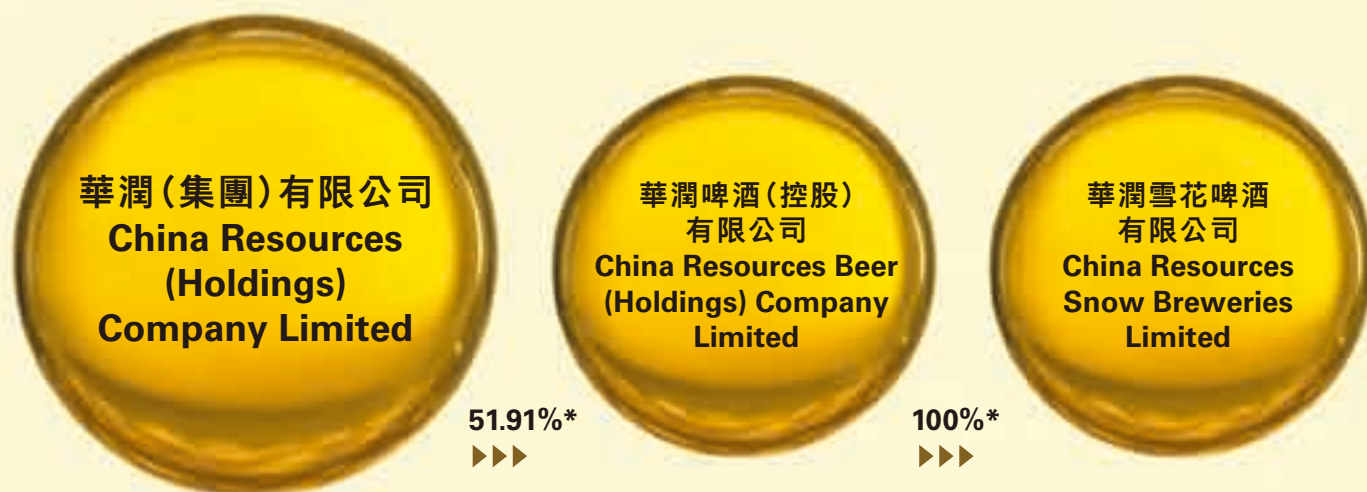 華潤(集團)有限公司
China Resources
(Holdings)
Company Limited
51.91%*
▶▶▶
華潤啤酒(控股)
有限公司
China Resources Beer
(Holdings) Company
Limited
100%*
▶▶▶
華潤雪花啤酒
有限公司
China Resources
Snow Breweries
Limited